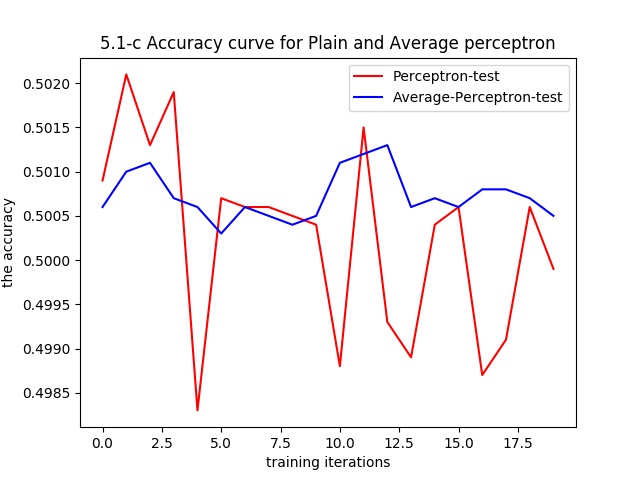 5.1-c Accuracy curve for Plain and Average perceptron
Perceptron-test
Average-Perceptron-test
the accuracy
0.5020
0.5015
0.5010
0.5005
0.5000
0.4995
0.4990
0.4985
0.0 2.5 5.0 7.5 10.0 12.5 15.0 17.5
training iterations